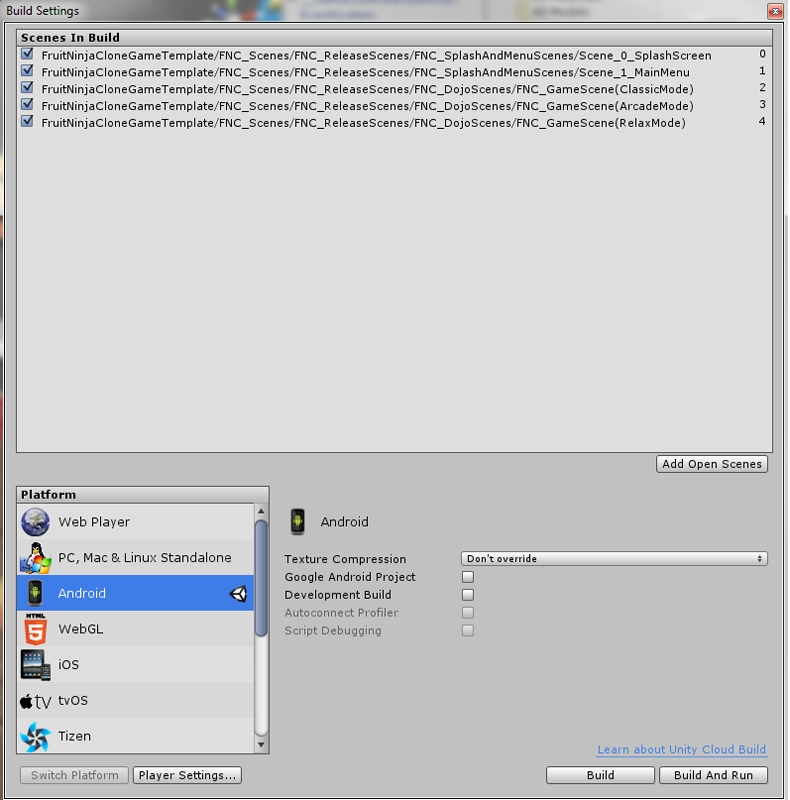 Build Settings
Scenes In Build
FruitNinjaCloneGameTemplate/FNC_Scenes/FNC_ReleaseScenes/FNC_SplashAndMenuScenes/Scene_0_SplashScreen 0
FruitNinjaCloneGameTemplate/FNC_Scenes/FNC_ReleaseScenes/FNC_SplashAndMenuScenes/Scene_1_MainMenu 1
FruitNinjaCloneGameTemplate/FNC_Scenes/FNC_ReleaseScenes/FNC_DojoScenes/FNC_GameScene(ClassicMode) 2
FruitNinjaCloneGameTemplate/FNC_Scenes/FNC_ReleaseScenes/FNC_DojoScenes/FNC_GameScene(ArcadeMode) 3
FruitNinjaCloneGameTemplate/FNC_Scenes/FNC_ReleaseScenes/FNC_DojoScenes/FNC_GameScene(RelaxMode) 4
Add Open Scenes
Platform
Web Player
PC, Mac & Linux Standalone
Android
HTML
5
WebGL
iOS
tv
tvOS
Tizen
Android
Texture Compression Don't override
Google Android Project
Development Build
Autoconnect Profiler
Script Debugging
Learn about Unity Cloud Build
Switch Platform Player Settings... Build Build And Run